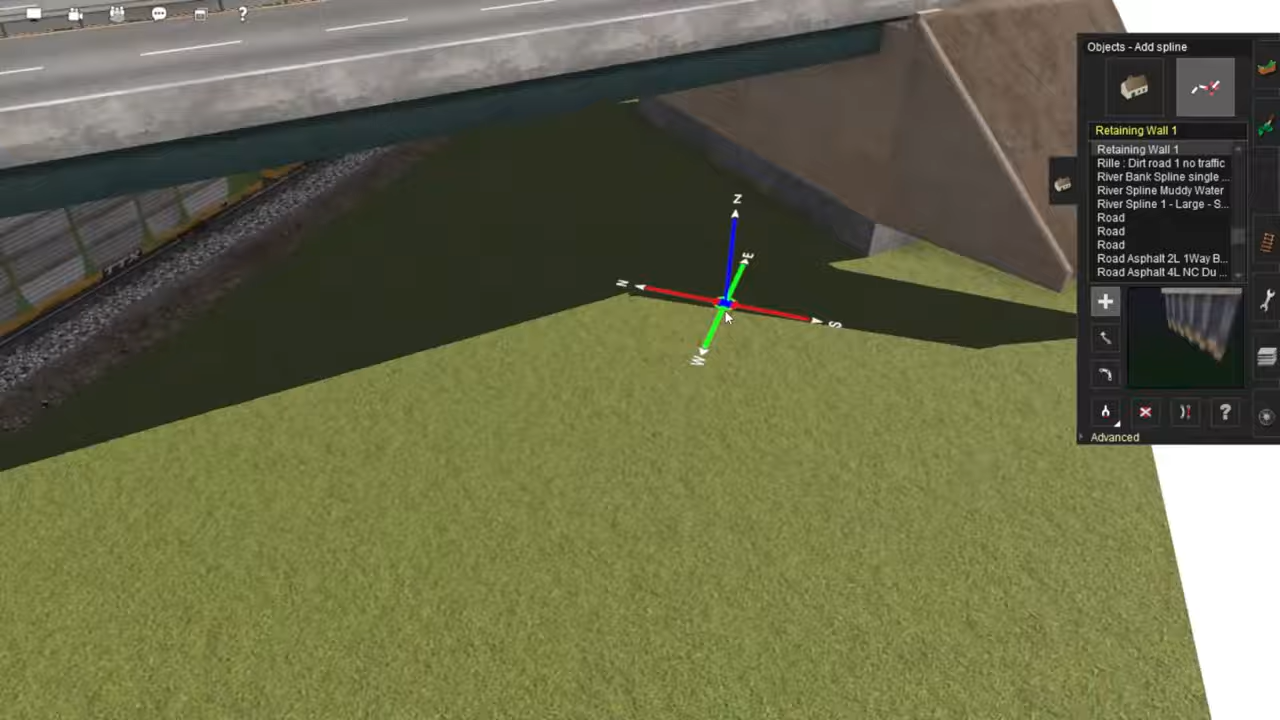 ?
Objects - Add spline
Retaining Wall 1
Retaining Wall 1
Rille : Dirt road 1 no traffic
River Bank Spline single ...
River Spline Muddy Water
River Spline 1 - Large - S...
Road
Road
Road
Road Asphalt 2L 1Way B...
Road Asphalt 4L NC Du ...
Z
E
N
S
W
TTX
?
Advanced